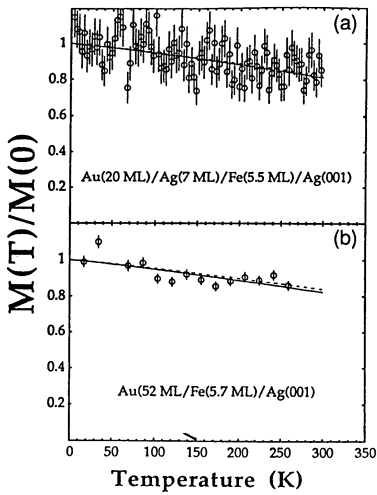 (a)
1
0.8
0.6
0.4
0.2
Au(20 ML)/Ag(7 ML)/Fe(5.5 ML)/Ag(001)
M(T)/M(0)
(b)
1
0.8
0.6
0.4
0.2
Au(52 ML/Fe(5.7 ML)/Ag(001)
0 50 100 150 200 250 300 350
Temperature (K)